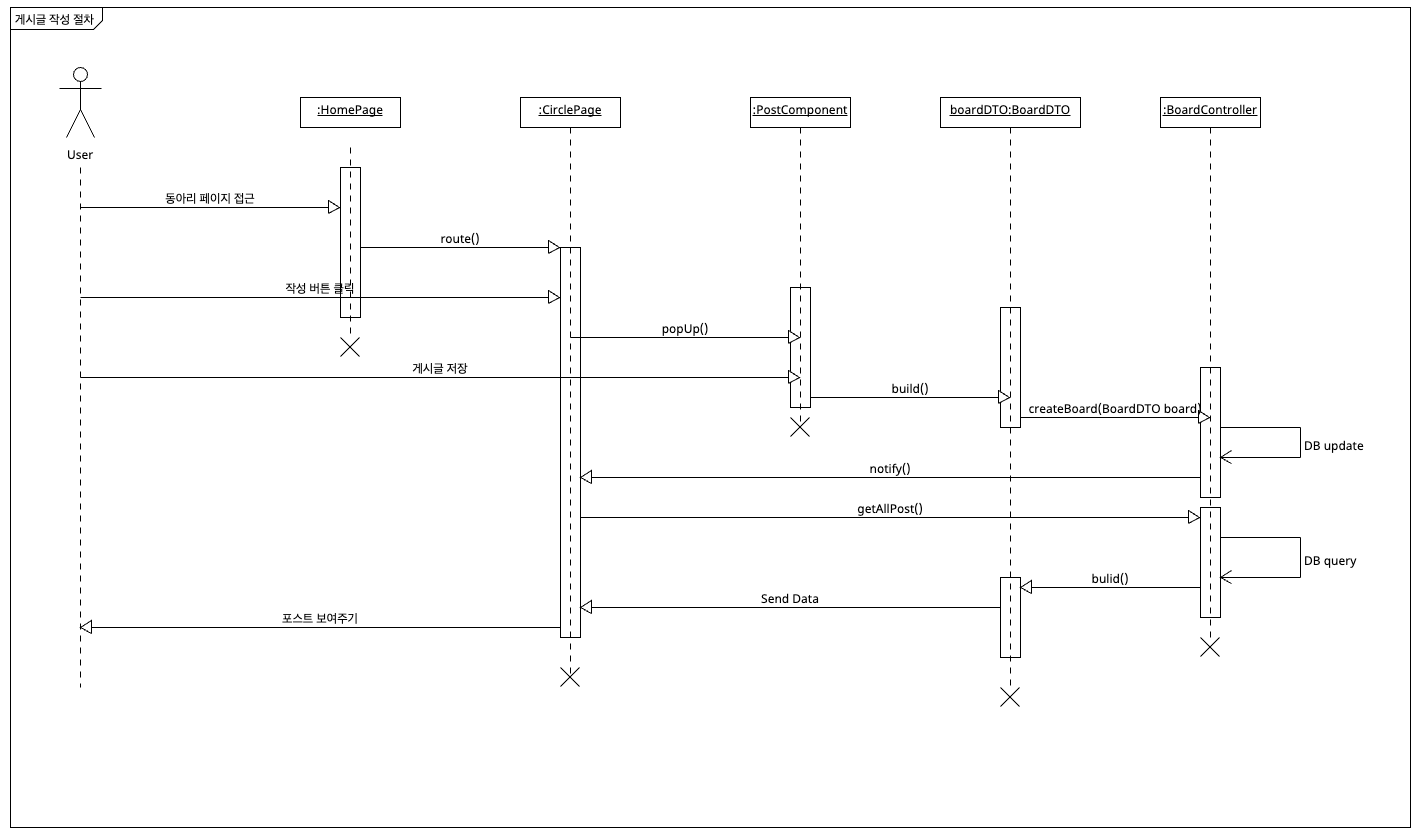 게시글 작성 절차
User
:HomePage
:CirclePage
:PostComponent
boardDTO:BoardDTO
:BoardController
동아리 페이지 접근
route()
작성 버튼 클릭
popUp()
게시글 저장
build()
createBoard(BoardDTO board)
DB update
notify()
getAllPost()
DB query
bulid()
Send Data
포스트 보여주기